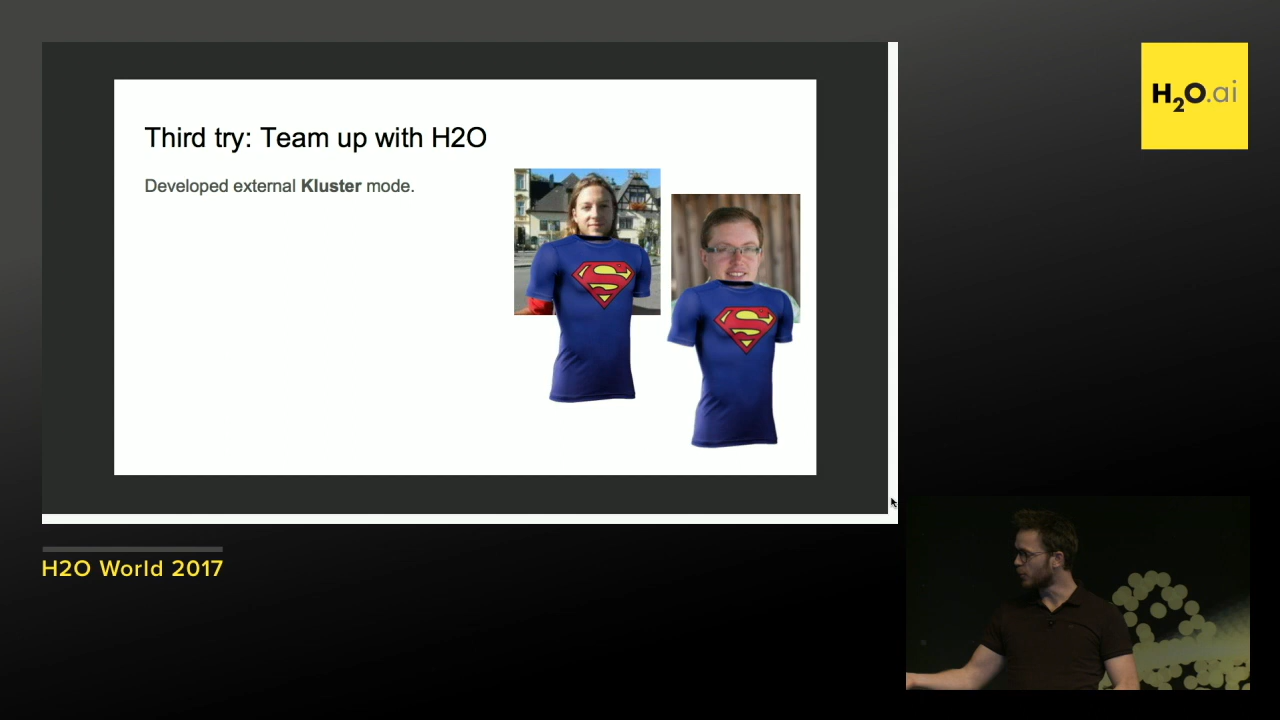 Third try: Team up with H2O
Developed external Kluster mode.
H2O.ai
H2O World 2017